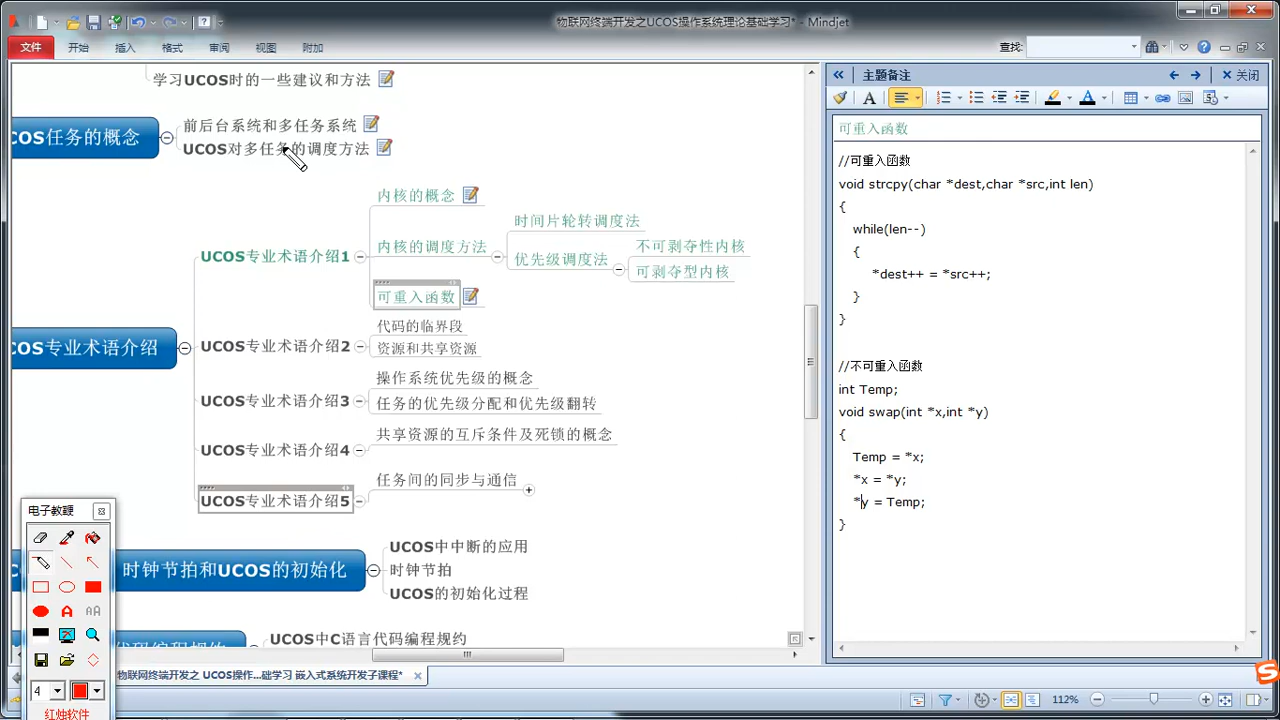 物联网终端开发之UCOS操作系统理论基础学习* - Mindjet
文件 开始 插入 格式 审阅 视图 附加 查找:
学习UCOS时的一些建议和方法
COS任务的概念
前后台系统和多任务系统
UCOS对多任务的调度方法
内核的概念
UCOS专业术语介绍1
内核的调度方法
时间片轮转调度法
优先级调度法
不可剥夺性内核
可剥夺型内核
可重入函数
COS专业术语介绍
UCOS专业术语介绍2
代码的临界段
资源和共享资源
UCOS专业术语介绍3
操作系统优先级的概念
任务的优先级分配和优先级翻转
UCOS专业术语介绍4
共享资源的互斥条件及死锁的概念
UCOS专业术语介绍5
任务间的同步与通信
时钟节拍和UCOS的初始化
UCOS中中断的应用
时钟节拍
UCOS的初始化过程
UCOS中C语言代码编程规约
物联网终端开发之 UCOS操作...础学习 嵌入式系统开发子课程*
主题备注 关闭
可重入函数
//可重入函数
void strcpy(char *dest,char *src,int len)
{
while(len--)
{
*dest++ = *src++;
}
}
//不可重入函数
int Temp;
void swap(int *x,int *y)
{
Temp = *x;
*x = *y;
*y = Temp;
}
电子教鞭
4
红烛软件
112%